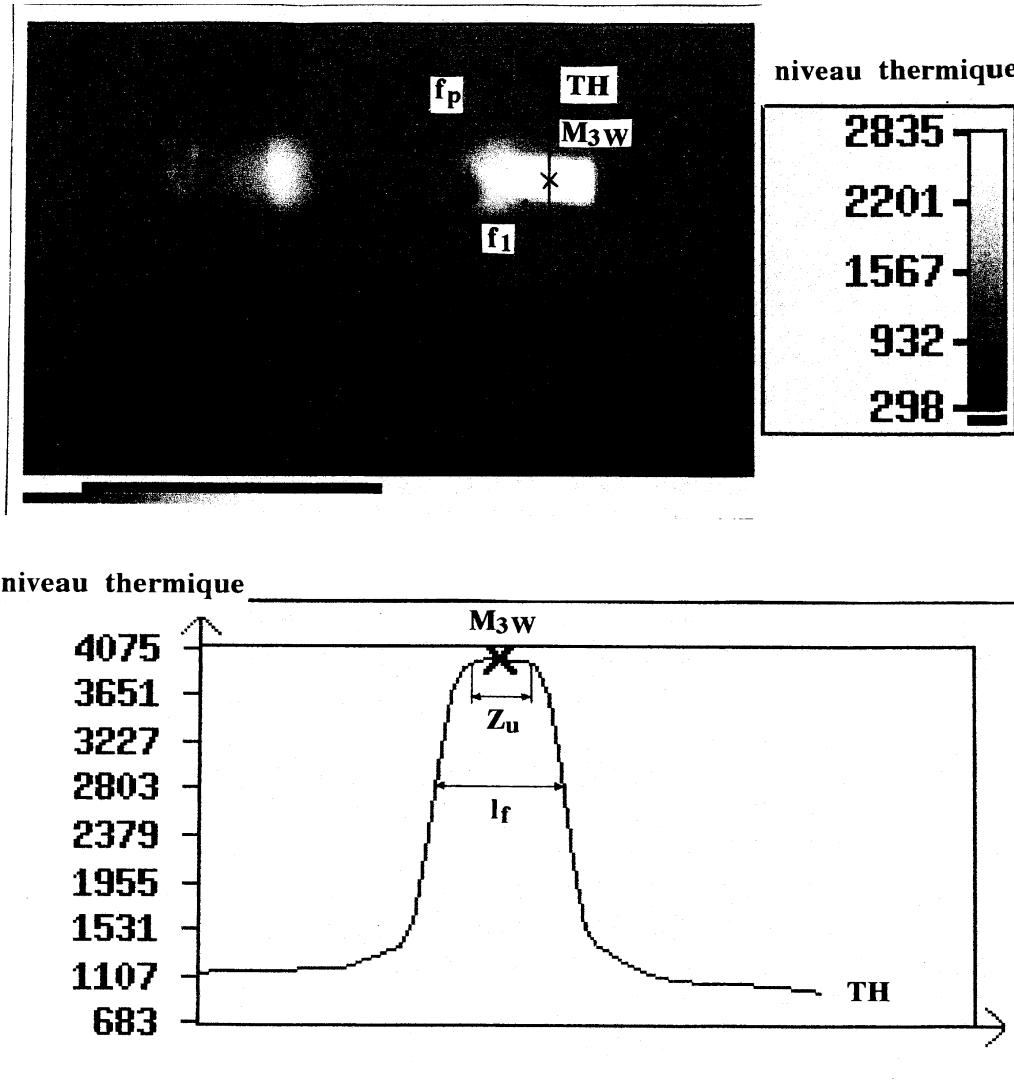 fp
TH
M3W
f1
niveau thermique
2835
2201
1567
932
298
niveau thermique
M3W
4075
3651
3227
2803
2379
1955
1531
1107
683
Zu
lf
TH